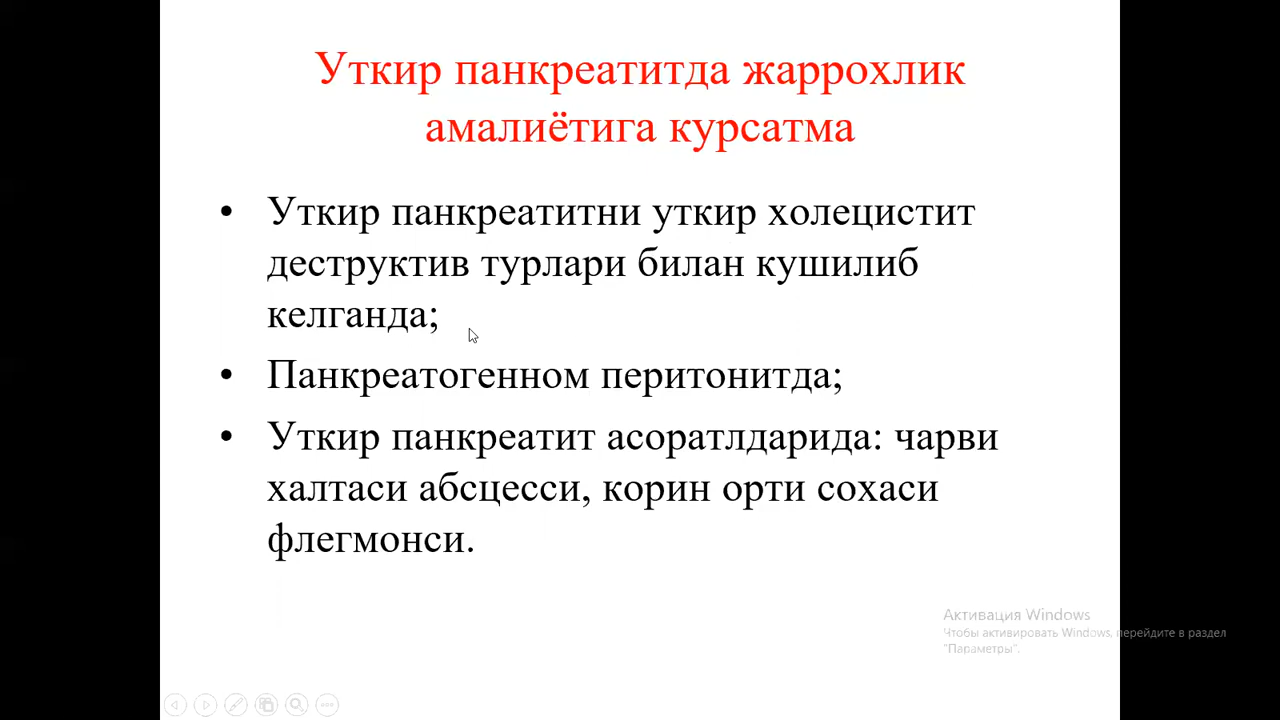 Уткир панкреатитда жаррохлик
амалиётига курсатма
• Уткир панкреатитни уткир холецистит
деструктив турлари билан кушилиб
келганда;
• Панкреатогенном перитонитда;
• Уткир панкреатит асоратлдарида: чарви
халтаси абсцесси, корин орти сохаси
флегмонси.
Активация Windows
Чтобы активировать Windows, перейдите в раздел
"Параметры".